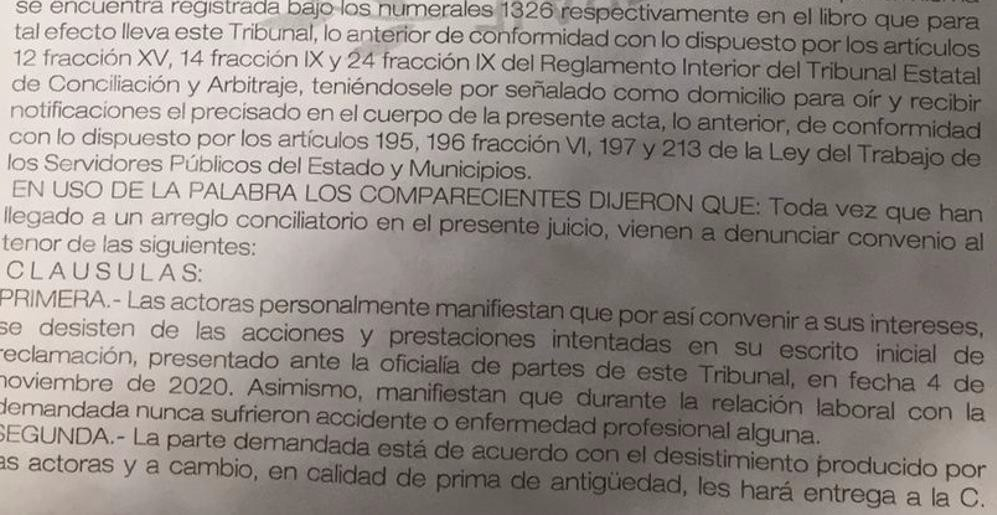 se encuentra registrada bajo los numerales 1326 respectivamente en el libro que para
tal efecto lleva este Tribunal, lo anterior de conformidad con lo dispuesto por los artículos
12 fracción XV, 14 fracción IX y 24 fracción IX del Reglamento Interior del Tribunal Estatal
de Conciliación y Arbitraje, teniéndosele por señalado como domicilio para oír y recibir
notificaciones el precisado en el cuerpo de la presente acta, lo anterior, de conformidad
con lo dispuesto por los artículos 195, 196 fracción VI, 197 y 213 de la Ley del Trabajo de
los Servidores Públicos del Estado y Municipios.
EN USO DE LA PALABRA LOS COMPARECIENTES DIJERON QUE: Toda vez que han
llegado a un arreglo conciliatorio en el presente juicio, vienen a denunciar convenio al
tenor de las siguientes:
C L A U S U L A S:
PRIMERA.- Las actoras personalmente manifiestan que por así convenir a sus intereses,
se desisten de las acciones y prestaciones intentadas en su escrito inicial de
reclamación, presentado ante la oficialía de partes de este Tribunal, en fecha 4 de
noviembre de 2020. Asimismo, manifiestan que durante la relación laboral con la
demandada nunca sufrieron accidente o enfermedad profesional alguna.
SEGUNDA.- La parte demandada está de acuerdo con el desistimiento producido por
as actoras y a cambio, en calidad de prima de antigüedad, les hará entrega a la C.